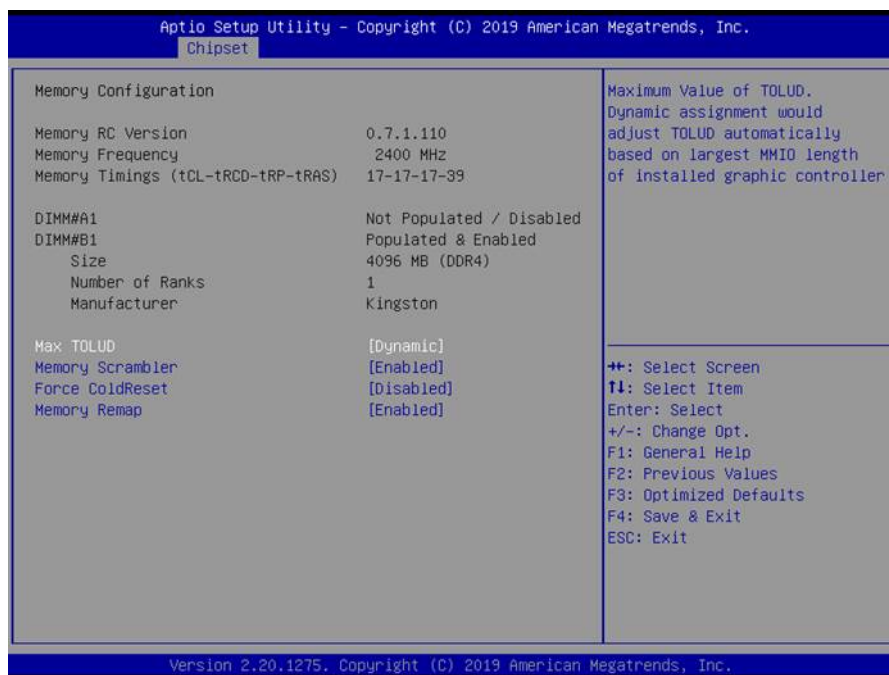 Aptio Setup Utility – Copyright (C) 2019 American Megatrends, Inc.
Chipset
Memory Configuration
Memory RC Version 0.7.1.110
Memory Frequency 2400 MHz
Memory Timings (tCL-tRCD-tRP-tRAS) 17-17-17-39
DIMM#A1 Not Populated / Disabled
DIMM#B1 Populated & Enabled
Size 4096 MB (DDR4)
Number of Ranks 1
Manufacturer Kingston
Max TOLUD [Dynamic]
Memory Scrambler [Enabled]
Force ColdReset [Disabled]
Memory Remap [Enabled]
Maximum Value of TOLUD.
Dynamic assignment would
adjust TOLUD automatically
based on largest MMIO length
of installed graphic controller
→←: Select Screen
↑↓: Select Item
Enter: Select
+/-: Change Opt.
F1: General Help
F2: Previous Values
F3: Optimized Defaults
F4: Save & Exit
ESC: Exit
Version 2.20.1275. Copyright (C) 2019 American Megatrends, Inc.